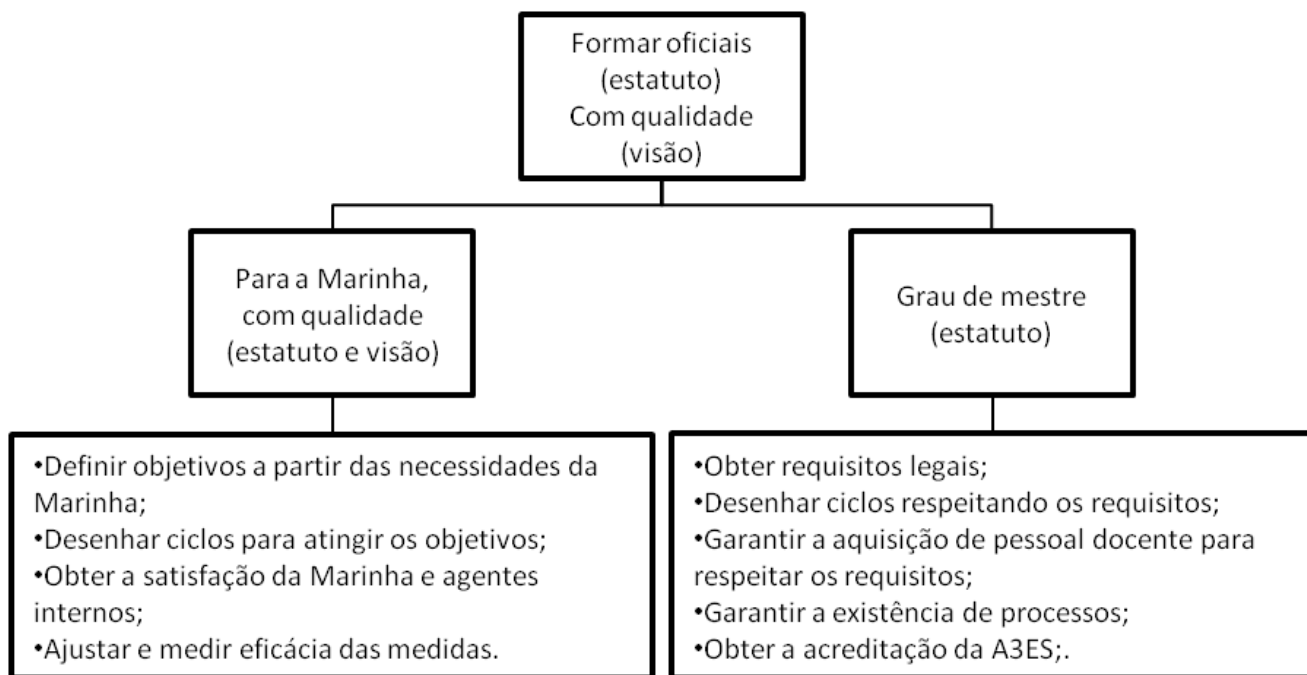 Formar oficiais
(estatuto)
Com qualidade
(visão)
Para a Marinha,
com qualidade
(estatuto e visão)
Grau de mestre
(estatuto)
•Definir objetivos a partir das necessidades da
Marinha;
•Desenhar ciclos para atingir os objetivos;
•Obter a satisfação da Marinha e agentes
internos;
•Ajustar e medir eficácia das medidas.
•Obter requisitos legais;
•Desenhar ciclos respeitando os requisitos;
•Garantir a aquisição de pessoal docente para
respeitar os requisitos;
•Garantir a existência de processos;
•Obter a acreditação da A3ES;.